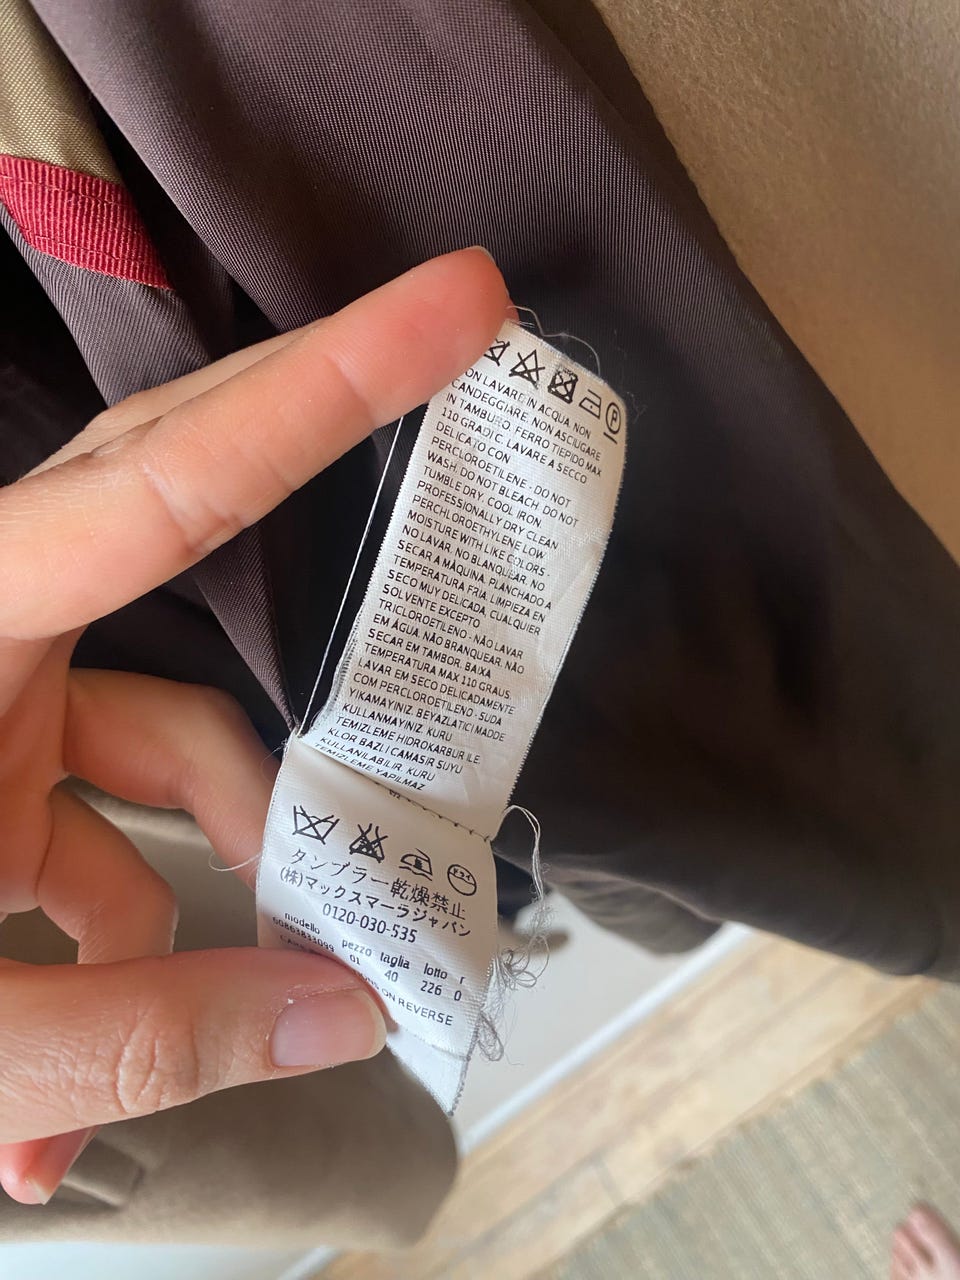 P
LAVARE IN ACQUA. NON
CANDEGGIARE. NON ASCIUGARE
IN TAMBURO. FERRO TIEPIDO MAX
110 GRADI C. LAVARE A SECCO
DELICATO CON
PERCLOROETILENE - DO NOT
WASH. DO NOT BLEACH. DO NOT
TUMBLE DRY. COOL IRON.
PROFESSIONALLY DRY CLEAN
PERCHLOROETHYLENE LOW
MOISTURE WITH LIKE COLORS -
NO LAVAR. NO BLANQUEAR. NO
SECAR A MÁQUINA. PLANCHADO A
TEMPERATURA FRIA. LIMPIEZA EN
SECO MUY DELICADA. CUALQUIER
SOLVENTE EXCEPTO
TRICLOROETILENO - NÃO LAVAR
EM ÁGUA. NÃO BRANQUEAR. NÃO
SECAR EM TAMBOR. BAIXA
TEMPERATURA MAX 110 GRAUS
LAVAR EM SECO DELICADAMENTE
COM PERCLOROETILENO - SUDA
YIKAMAYINIZ. BEYAZLATICI MADDE
KULLANMAYINIZ. KURU
TEMIZLEME HIDROKARBUR ILE.
KLOR BAZLI CAMASIR SUYU
KULLANILABILIR. KURU
TEMIZLEME YAPILMAZ
ドライ
タンブラー乾燥禁止
(株)マックスマーラジャパン
0120-030-535
modello pezzo taglia lotto r
60863833099 01 40 226 0
ON REVERSE